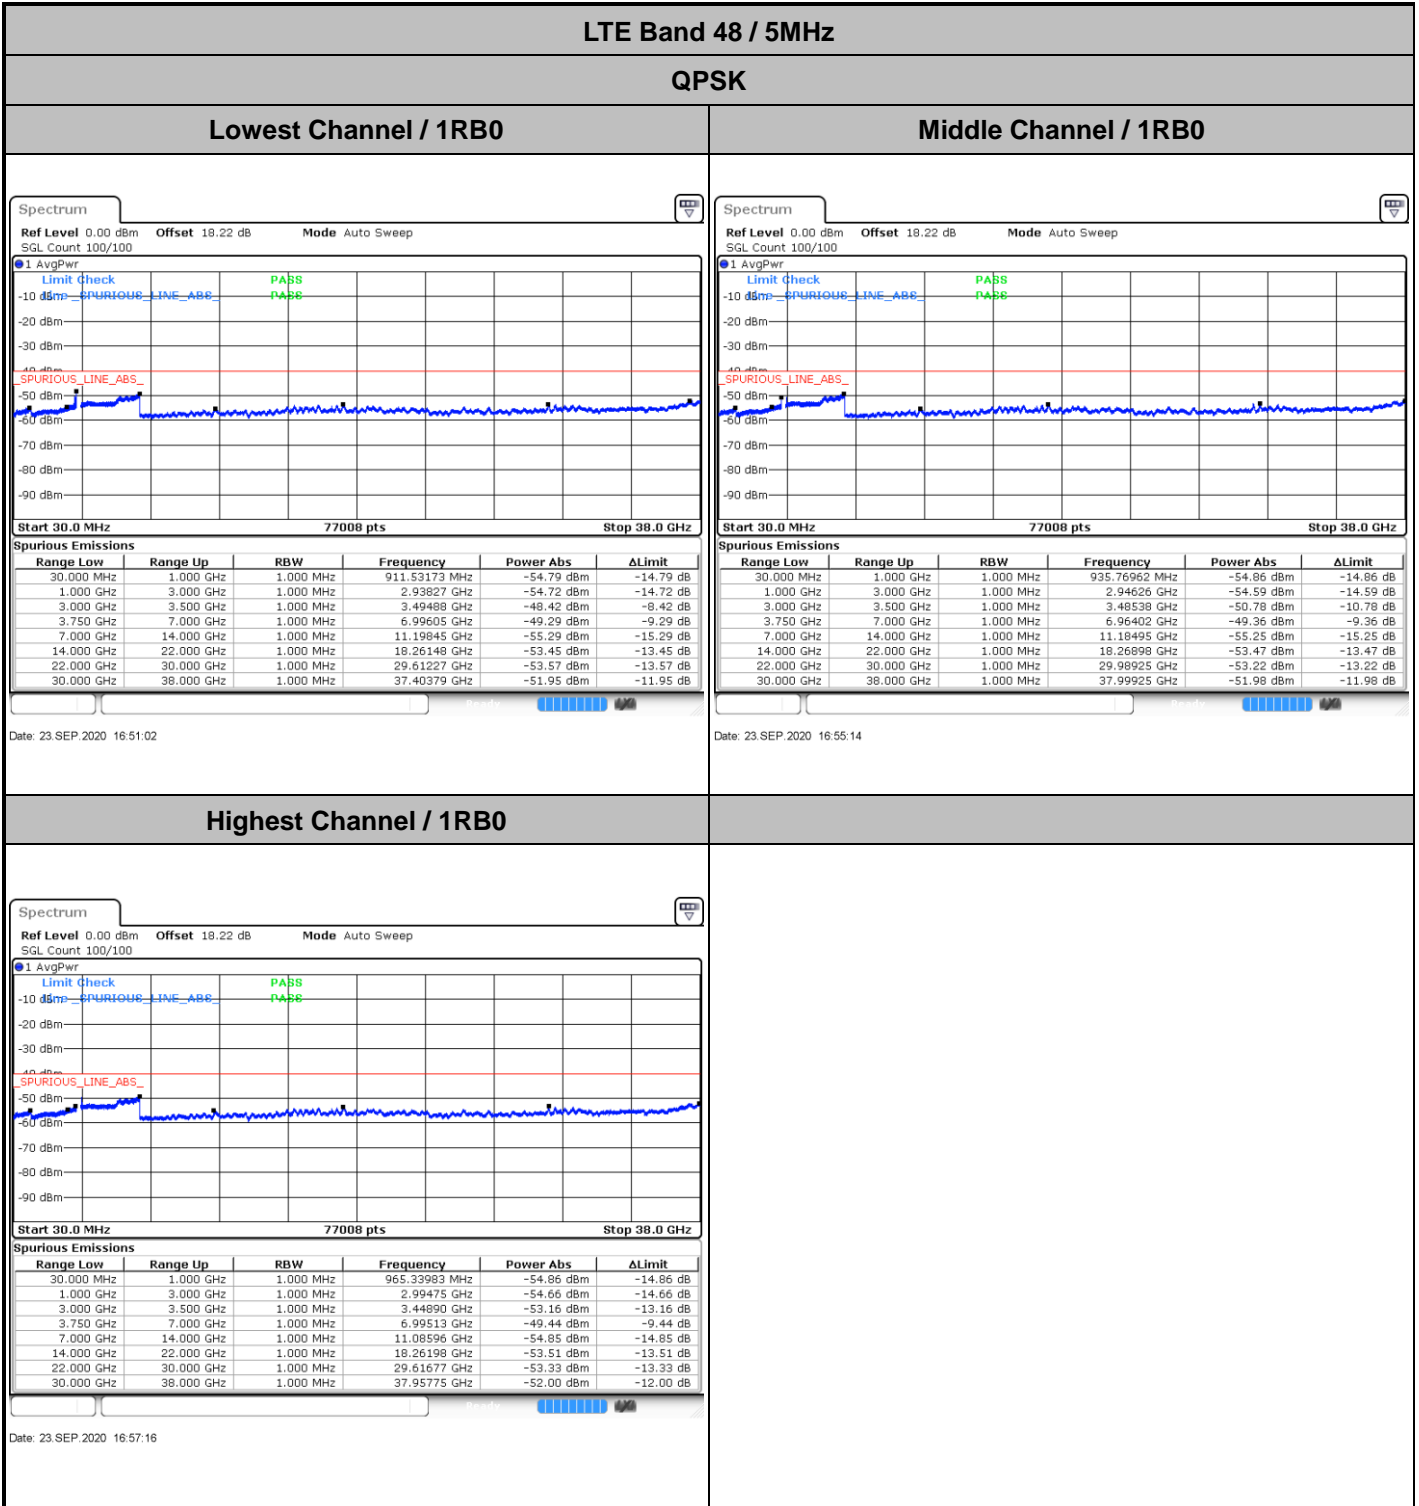 LTE Band 48 / 5MHz
QPSK
Lowest Channel / 1RB0
Middle Channel / 1RB0
Spectrum
Ref Level 0.00 dBm Offset 18.22 dB Mode Auto Sweep
SGL Count 100/100
1 AvgPwr
Limit Check PASS
-10 dBm Line _SPURIOUS_LINE_ABS_ PASS
-20 dBm
-30 dBm
-40 dBm
_SPURIOUS_LINE_ABS_
-50 dBm
-60 dBm
-70 dBm
-80 dBm
-90 dBm
Start 30.0 MHz 77008 pts Stop 38.0 GHz
Spurious Emissions
Range Low Range Up RBW Frequency Power Abs ΔLimit
30.000 MHz 1.000 GHz 1.000 MHz 911.53173 MHz -54.79 dBm -14.79 dB
1.000 GHz 3.000 GHz 1.000 MHz 2.93827 GHz -54.72 dBm -14.72 dB
3.000 GHz 3.500 GHz 1.000 MHz 3.49488 GHz -48.42 dBm -8.42 dB
3.750 GHz 7.000 GHz 1.000 MHz 6.99605 GHz -49.29 dBm -9.29 dB
7.000 GHz 14.000 GHz 1.000 MHz 11.19845 GHz -55.29 dBm -15.29 dB
14.000 GHz 22.000 GHz 1.000 MHz 18.26148 GHz -53.45 dBm -13.45 dB
22.000 GHz 30.000 GHz 1.000 MHz 29.61227 GHz -53.57 dBm -13.57 dB
30.000 GHz 38.000 GHz 1.000 MHz 37.40379 GHz -51.95 dBm -11.95 dB
Ready
Date: 23.SEP.2020 16:51:02
Spectrum
Ref Level 0.00 dBm Offset 18.22 dB Mode Auto Sweep
SGL Count 100/100
1 AvgPwr
Limit Check PASS
-10 dBm Line _SPURIOUS_LINE_ABS_ PASS
-20 dBm
-30 dBm
-40 dBm
_SPURIOUS_LINE_ABS_
-50 dBm
-60 dBm
-70 dBm
-80 dBm
-90 dBm
Start 30.0 MHz 77008 pts Stop 38.0 GHz
Spurious Emissions
Range Low Range Up RBW Frequency Power Abs ΔLimit
30.000 MHz 1.000 GHz 1.000 MHz 935.76962 MHz -54.86 dBm -14.86 dB
1.000 GHz 3.000 GHz 1.000 MHz 2.94626 GHz -54.59 dBm -14.59 dB
3.000 GHz 3.500 GHz 1.000 MHz 3.48538 GHz -50.78 dBm -10.78 dB
3.750 GHz 7.000 GHz 1.000 MHz 6.96402 GHz -49.36 dBm -9.36 dB
7.000 GHz 14.000 GHz 1.000 MHz 11.18495 GHz -55.25 dBm -15.25 dB
14.000 GHz 22.000 GHz 1.000 MHz 18.26898 GHz -53.47 dBm -13.47 dB
22.000 GHz 30.000 GHz 1.000 MHz 29.98925 GHz -53.22 dBm -13.22 dB
30.000 GHz 38.000 GHz 1.000 MHz 37.99925 GHz -51.98 dBm -11.98 dB
Ready
Date: 23.SEP.2020 16:55:14
Highest Channel / 1RB0
Spectrum
Ref Level 0.00 dBm Offset 18.22 dB Mode Auto Sweep
SGL Count 100/100
1 AvgPwr
Limit Check PASS
-10 dBm Line _SPURIOUS_LINE_ABS_ PASS
-20 dBm
-30 dBm
-40 dBm
_SPURIOUS_LINE_ABS_
-50 dBm
-60 dBm
-70 dBm
-80 dBm
-90 dBm
Start 30.0 MHz 77008 pts Stop 38.0 GHz
Spurious Emissions
Range Low Range Up RBW Frequency Power Abs ΔLimit
30.000 MHz 1.000 GHz 1.000 MHz 965.33983 MHz -54.86 dBm -14.86 dB
1.000 GHz 3.000 GHz 1.000 MHz 2.99475 GHz -54.66 dBm -14.66 dB
3.000 GHz 3.500 GHz 1.000 MHz 3.44890 GHz -53.16 dBm -13.16 dB
3.750 GHz 7.000 GHz 1.000 MHz 6.99513 GHz -49.44 dBm -9.44 dB
7.000 GHz 14.000 GHz 1.000 MHz 11.08596 GHz -54.85 dBm -14.85 dB
14.000 GHz 22.000 GHz 1.000 MHz 18.26198 GHz -53.51 dBm -13.51 dB
22.000 GHz 30.000 GHz 1.000 MHz 29.61677 GHz -53.33 dBm -13.33 dB
30.000 GHz 38.000 GHz 1.000 MHz 37.95775 GHz -52.00 dBm -12.00 dB
Ready
Date: 23.SEP.2020 16:57:16